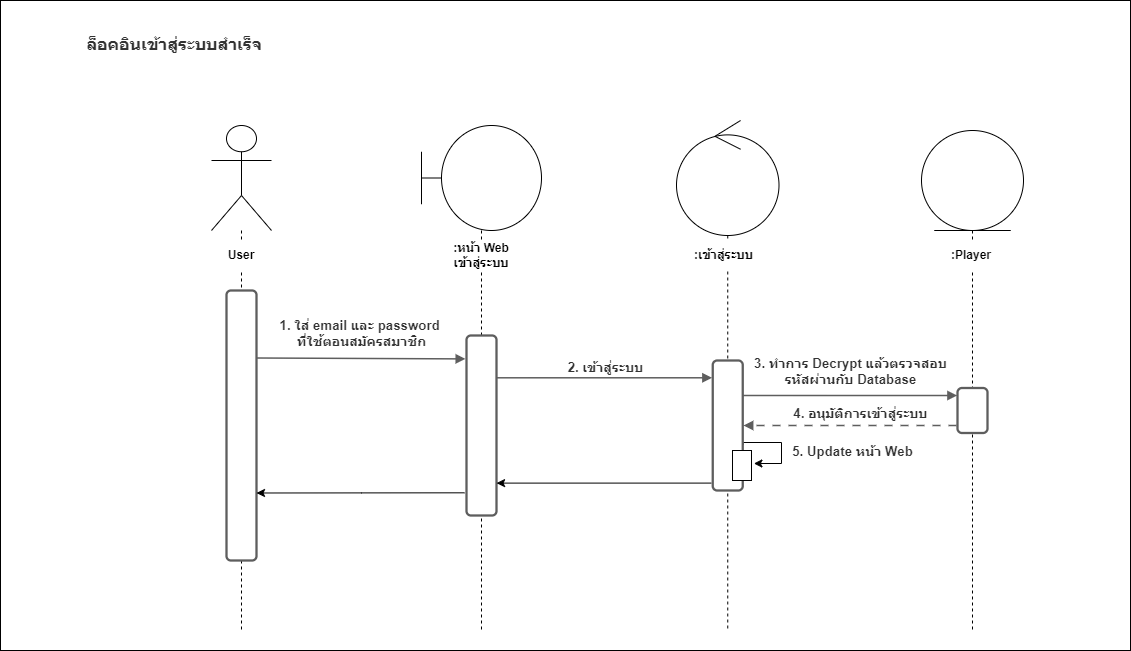 ล็อคอินเข้าสู่ระบบสำเร็จ
User
:หน้า Web
เข้าสู่ระบบ
:เข้าสู่ระบบ
:Player
1. ใส่ email และ password
ที่ใช้ตอนสมัครสมาชิก
2. เข้าสู่ระบบ
3. ทำการ Decrypt แล้วตรวจสอบ
รหัสผ่านกับ Database
4. อนุมัติการเข้าสู่ระบบ
5. Update หน้า Web